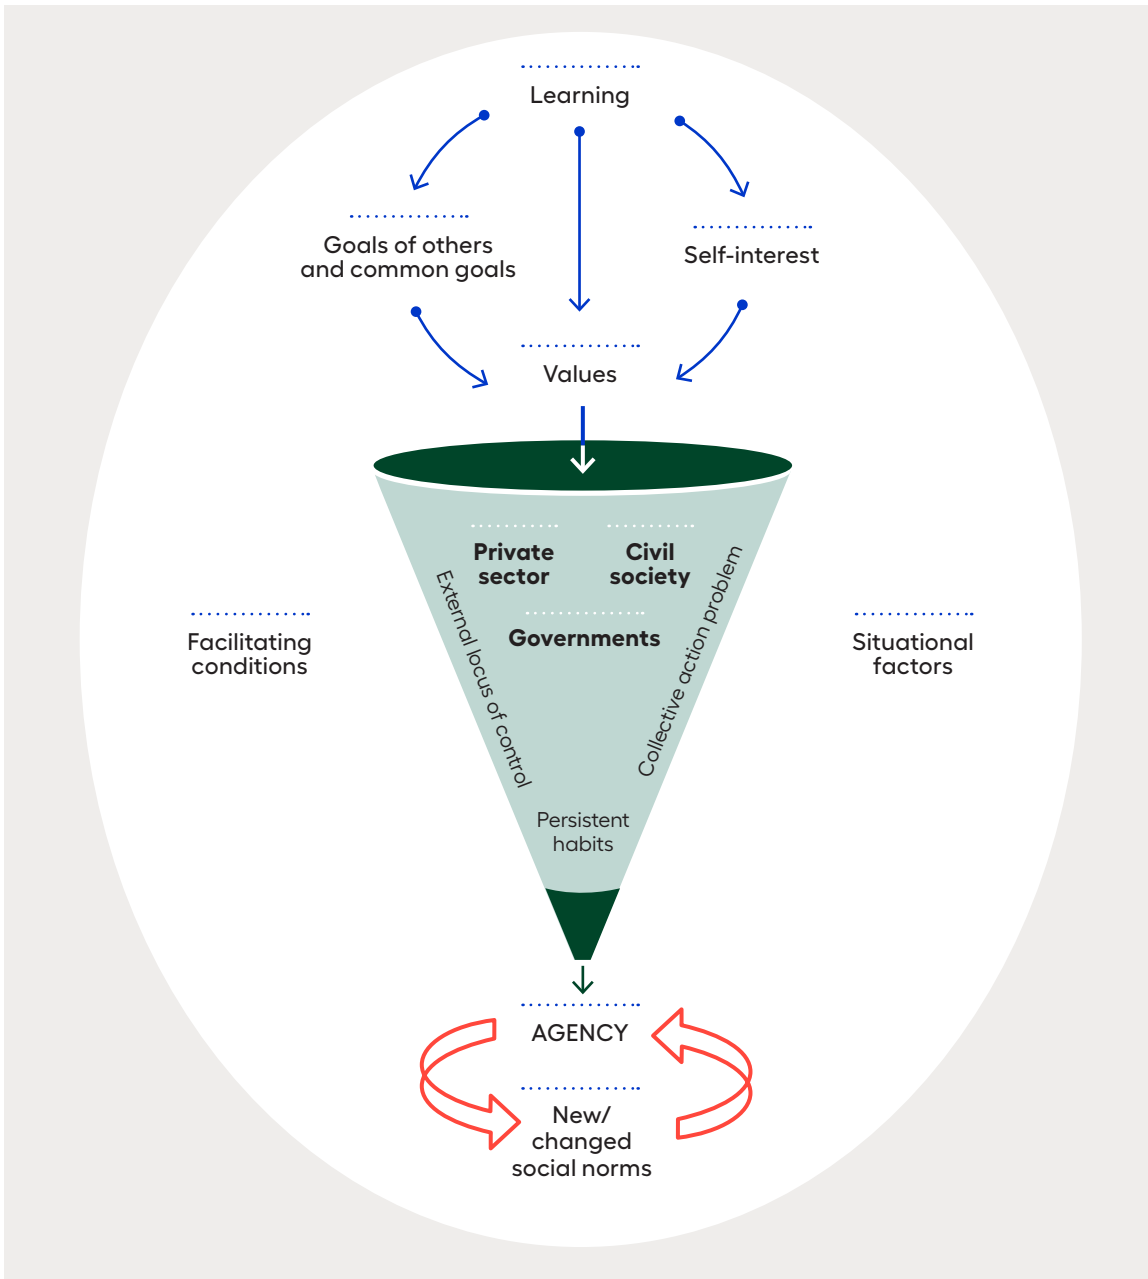 Learning
Goals of others
and common goals
Self-interest
Values
Private
sector
Civil
society
Governments
External locus of control
Collective action problem
Facilitating
conditions
Situational
factors
Persistent
habits
AGENCY
New/
changed
social norms